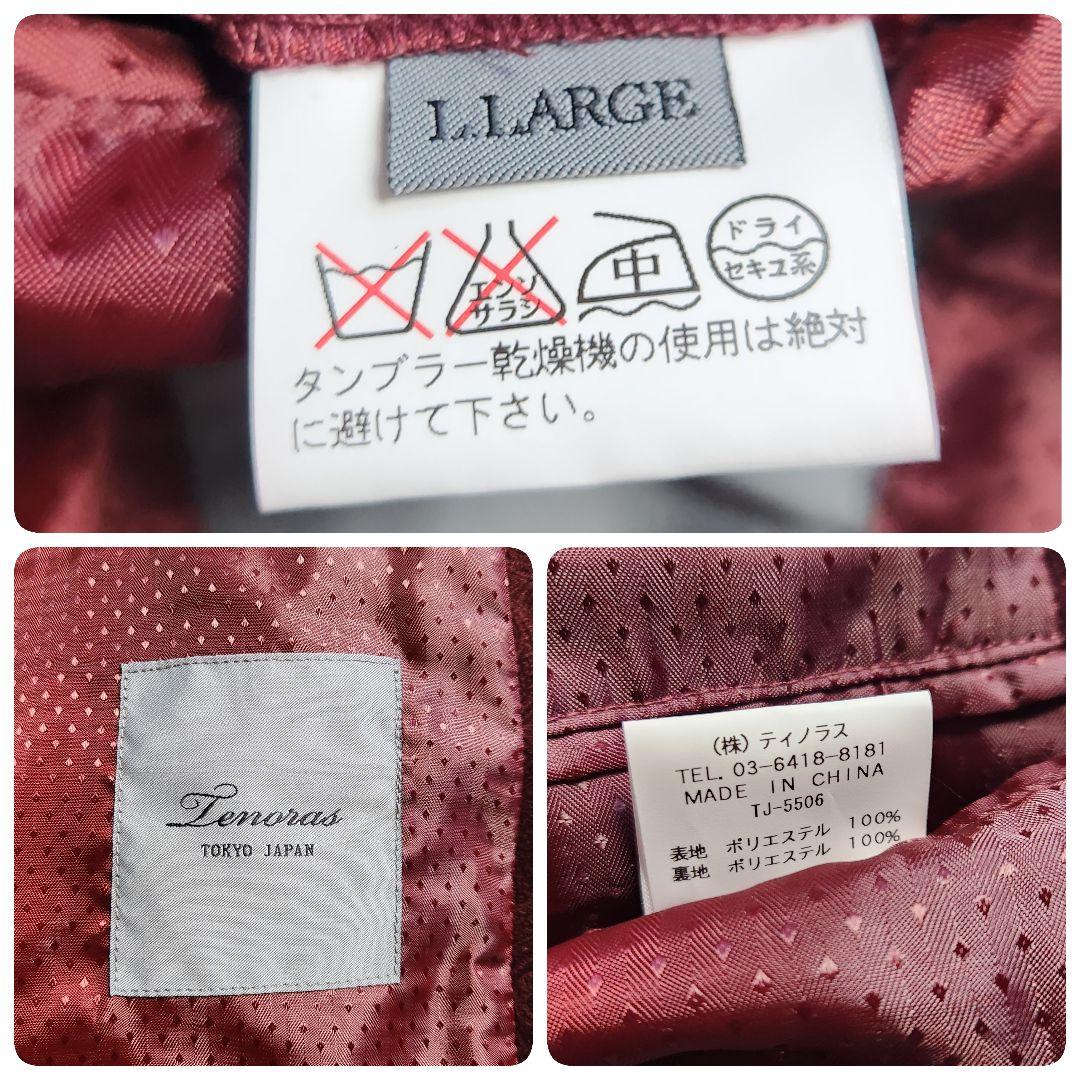 L.LARGE
エンソ
サラシ
中
ドライ
セキユ系
タンブラー乾燥機の使用は絶対
に避けて下さい。
Tenoras
TOKYO JAPAN
(株)ティノラス
TEL. 03-6418-8181
MADE IN CHINA
TJ-5506
表地 ポリエステル 100%
裏地 ポリエステル 100%